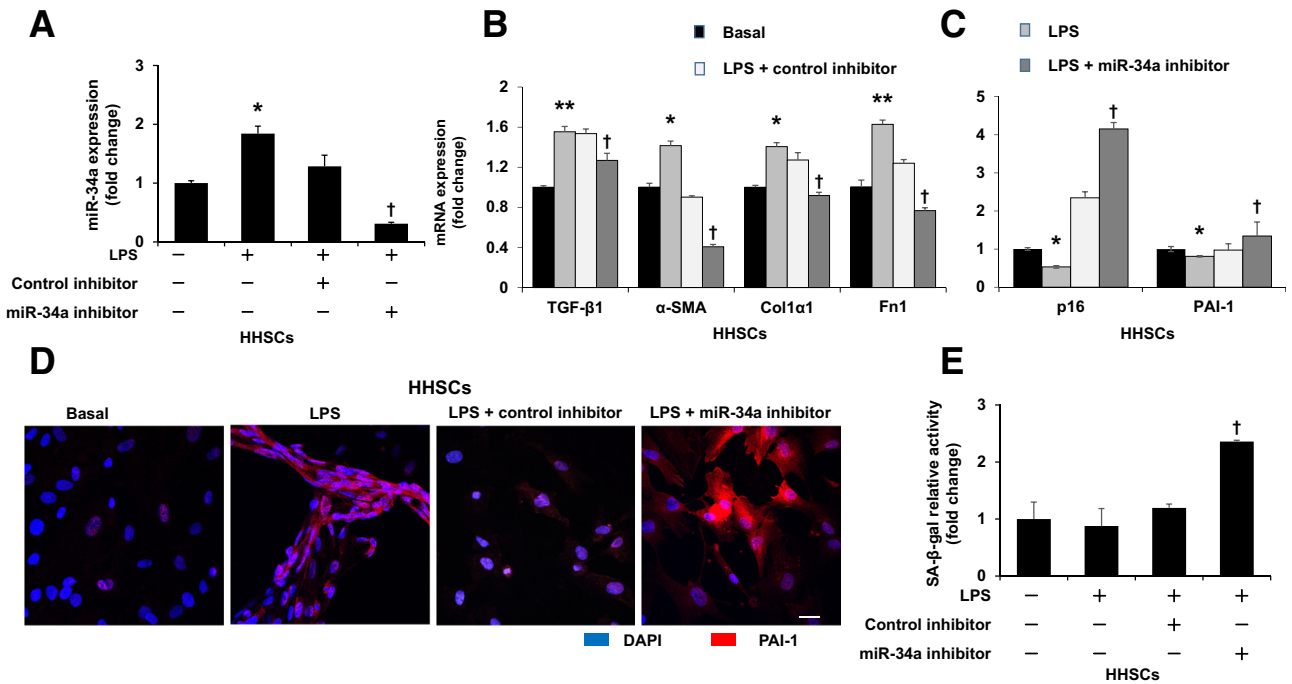 A
miR-34a expression
(fold change)
3
2
1
0
*
†
LPS − + + +
Control inhibitor − − + −
miR-34a inhibitor − − − +
HHSCs
B
Basal
LPS + control inhibitor
mRNA expression
(fold change)
2
1.6
1.2
0.8
0.4
0
** * * **
† † † †
TGF-β1 α-SMA Col1α1 Fn1
HHSCs
C
LPS
LPS + miR-34a inhibitor
5
4
3
2
1
0
* † * †
p16 PAI-1
HHSCs
D
HHSCs
Basal LPS LPS + control inhibitor LPS + miR-34a inhibitor
DAPI PAI-1
E
SA-β-gal relative activity
(fold change)
3
2
1
0
†
LPS − + + +
Control inhibitor − − + −
miR-34a inhibitor − − − +
HHSCs